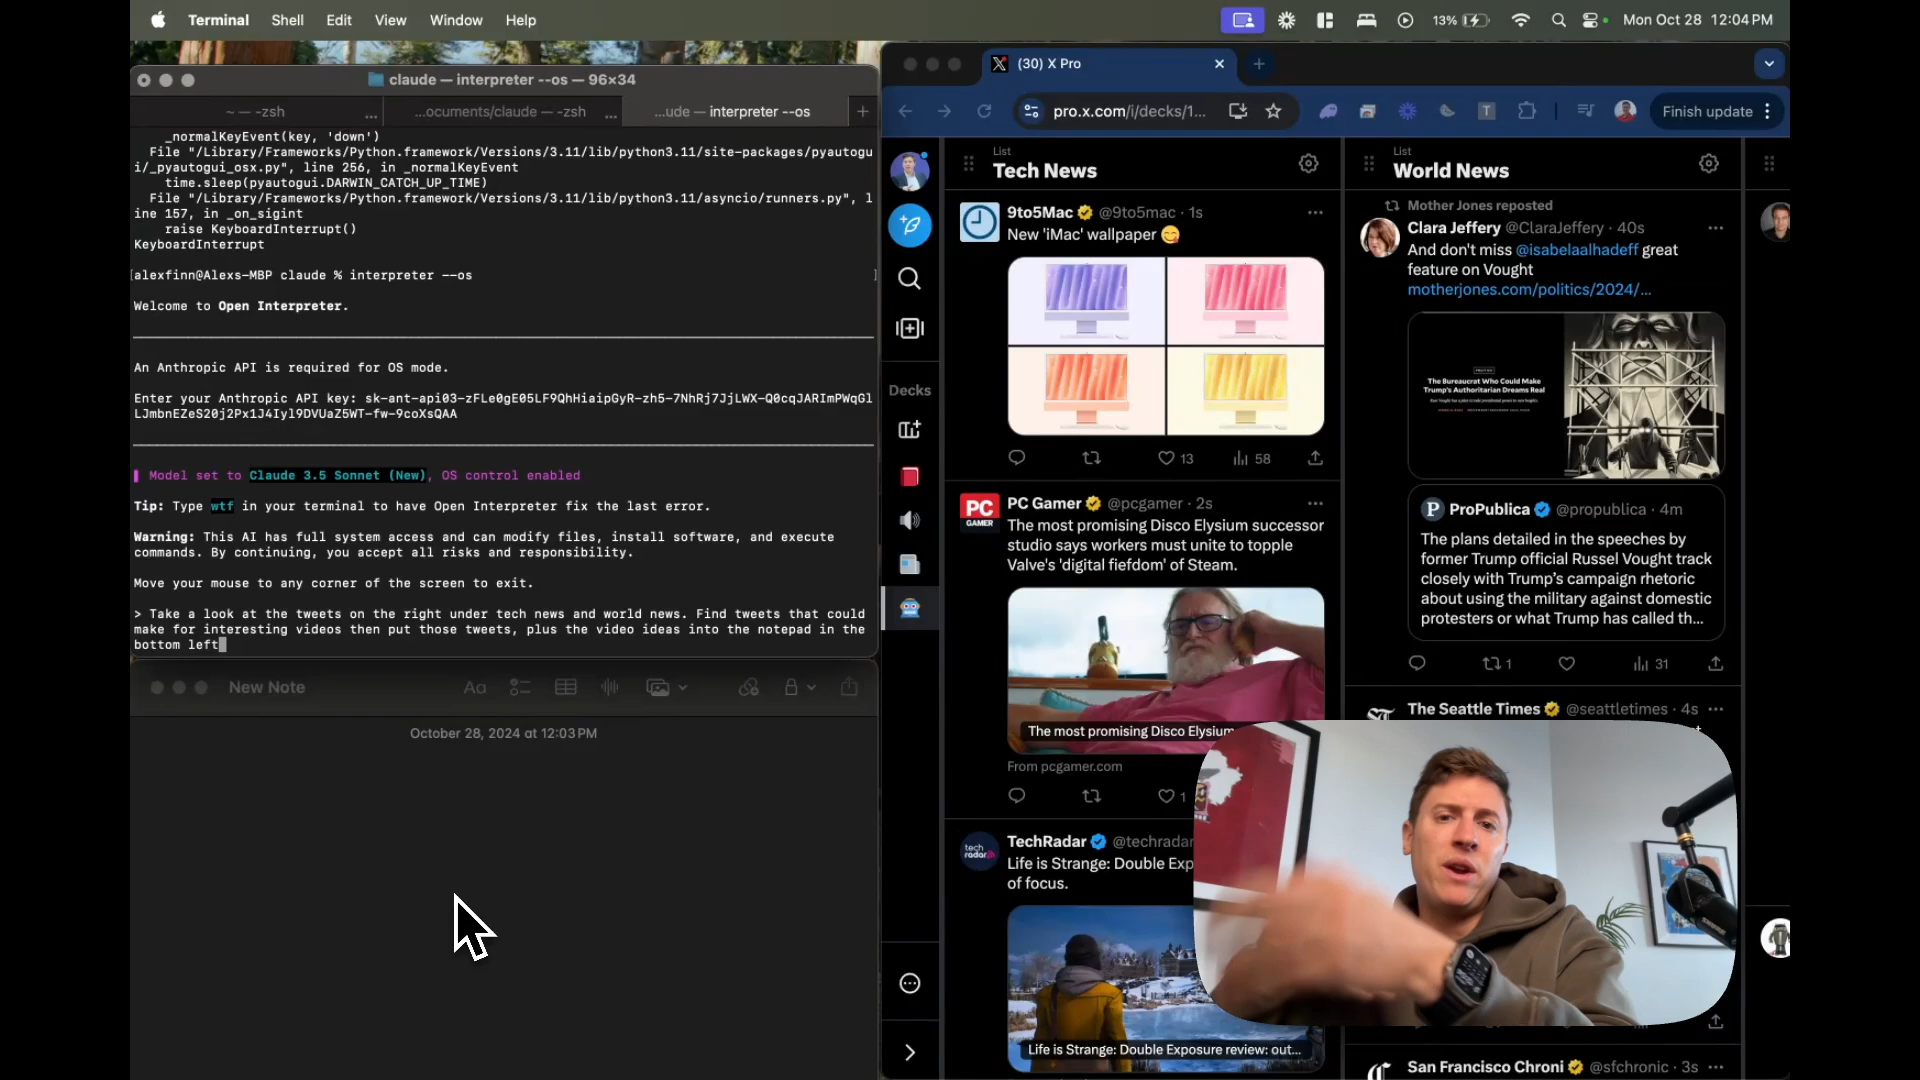 Terminal Shell Edit View Window Help
13% Mon Oct 28 12:04 PM
claude — interpreter --os — 96×34
~ — -zsh ...
...ocuments/claude — -zsh ...
...ude — interpreter --os
_normalKeyEvent(key, 'down')
File "/Library/Frameworks/Python.framework/Versions/3.11/lib/python3.11/site-packages/pyautogu
i/_pyautogui_osx.py", line 256, in _normalKeyEvent
time.sleep(pyautogui.DARWIN_CATCH_UP_TIME)
File "/Library/Frameworks/Python.framework/Versions/3.11/lib/python3.11/asyncio/runners.py", l
ine 157, in _on_sigint
raise KeyboardInterrupt()
KeyboardInterrupt
[alexfinn@Alexs-MBP claude % interpreter --os ]
Welcome to Open Interpreter.
An Anthropic API is required for OS mode.
Enter your Anthropic API key:
Model set to Claude 3.5 Sonnet (New), OS control enabled
Tip: Type wtf in your terminal to have Open Interpreter fix the last error.
Warning: This AI has full system access and can modify files, install software, and execute
commands. By continuing, you accept all risks and responsibility.
Move your mouse to any corner of the screen to exit.
> Take a look at the tweets on the right under tech news and world news. Find tweets that could
make for interesting videos then put those tweets, plus the video ideas into the notepad in the
bottom left
New Note
Aa
October 28, 2024 at 12:03 PM
(30) X Pro
pro.x.com/i/decks/1...
Finish update
Decks
List
Tech News
9to5Mac @9to5mac · 1s
New 'iMac' wallpaper
13 58
PC GAMER
PC Gamer @pcgamer · 2s
The most promising Disco Elysium successor
studio says workers must unite to topple
Valve's 'digital fiefdom' of Steam.
The most promising Disco Elysium
From pcgamer.com
1
tech radar
TechRadar @techradar
Life is Strange: Double Exp
of focus.
Life is Strange: Double Exposure review: out...
List
World News
Mother Jones reposted
Clara Jeffery @ClaraJeffery · 40s
And don't miss @isabelaalhadeff great
feature on Vought
motherjones.com/politics/2024/...
The Bureaucrat Who Could Make
Trump's Authoritarian Dreams Real
ProPublica @propublica · 4m
The plans detailed in the speeches by
former Trump official Russel Vought track
closely with Trump's campaign rhetoric
about using the military against domestic
protesters or what Trump has called th...
1 31
The Seattle Times @seattletimes · 4s
San Francisco Chroni @sfchronic · 3s